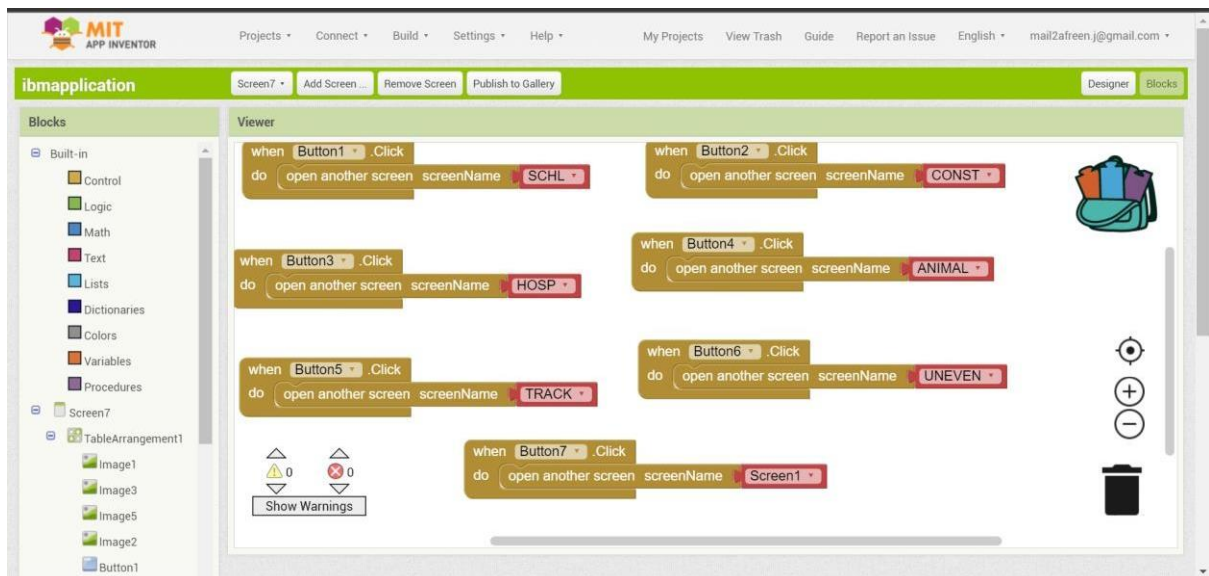 MIT
APP INVENTOR
Projects Connect Build Settings Help My Projects View Trash Guide Report an Issue English mail2afreen.j@gmail.com
ibmapplication Screen7 Add Screen ... Remove Screen Publish to Gallery Designer Blocks
Blocks
Built-in
Control
Logic
Math
Text
Lists
Dictionaries
Colors
Variables
Procedures
Screen7
TableArrangement1
Image1
Image3
Image5
Image2
Button1
Viewer
when Button1 .Click
do open another screen screenName SCHL
when Button2 .Click
do open another screen screenName CONST
when Button3 .Click
do open another screen screenName HOSP
when Button4 .Click
do open another screen screenName ANIMAL
when Button5 .Click
do open another screen screenName TRACK
when Button6 .Click
do open another screen screenName UNEVEN
when Button7 .Click
do open another screen screenName Screen1
0 0
Show Warnings